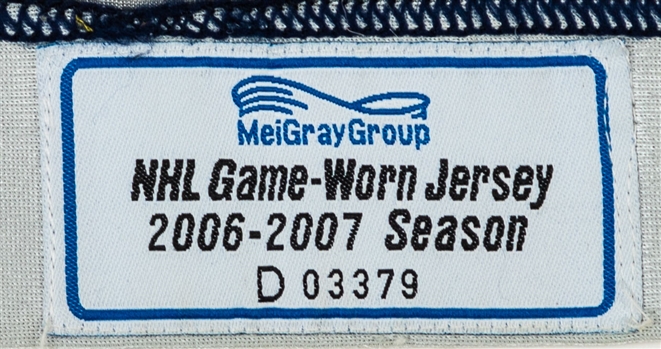 MeiGrayGroup
NHL Game-Worn Jersey
2006-2007 Season
D 03379